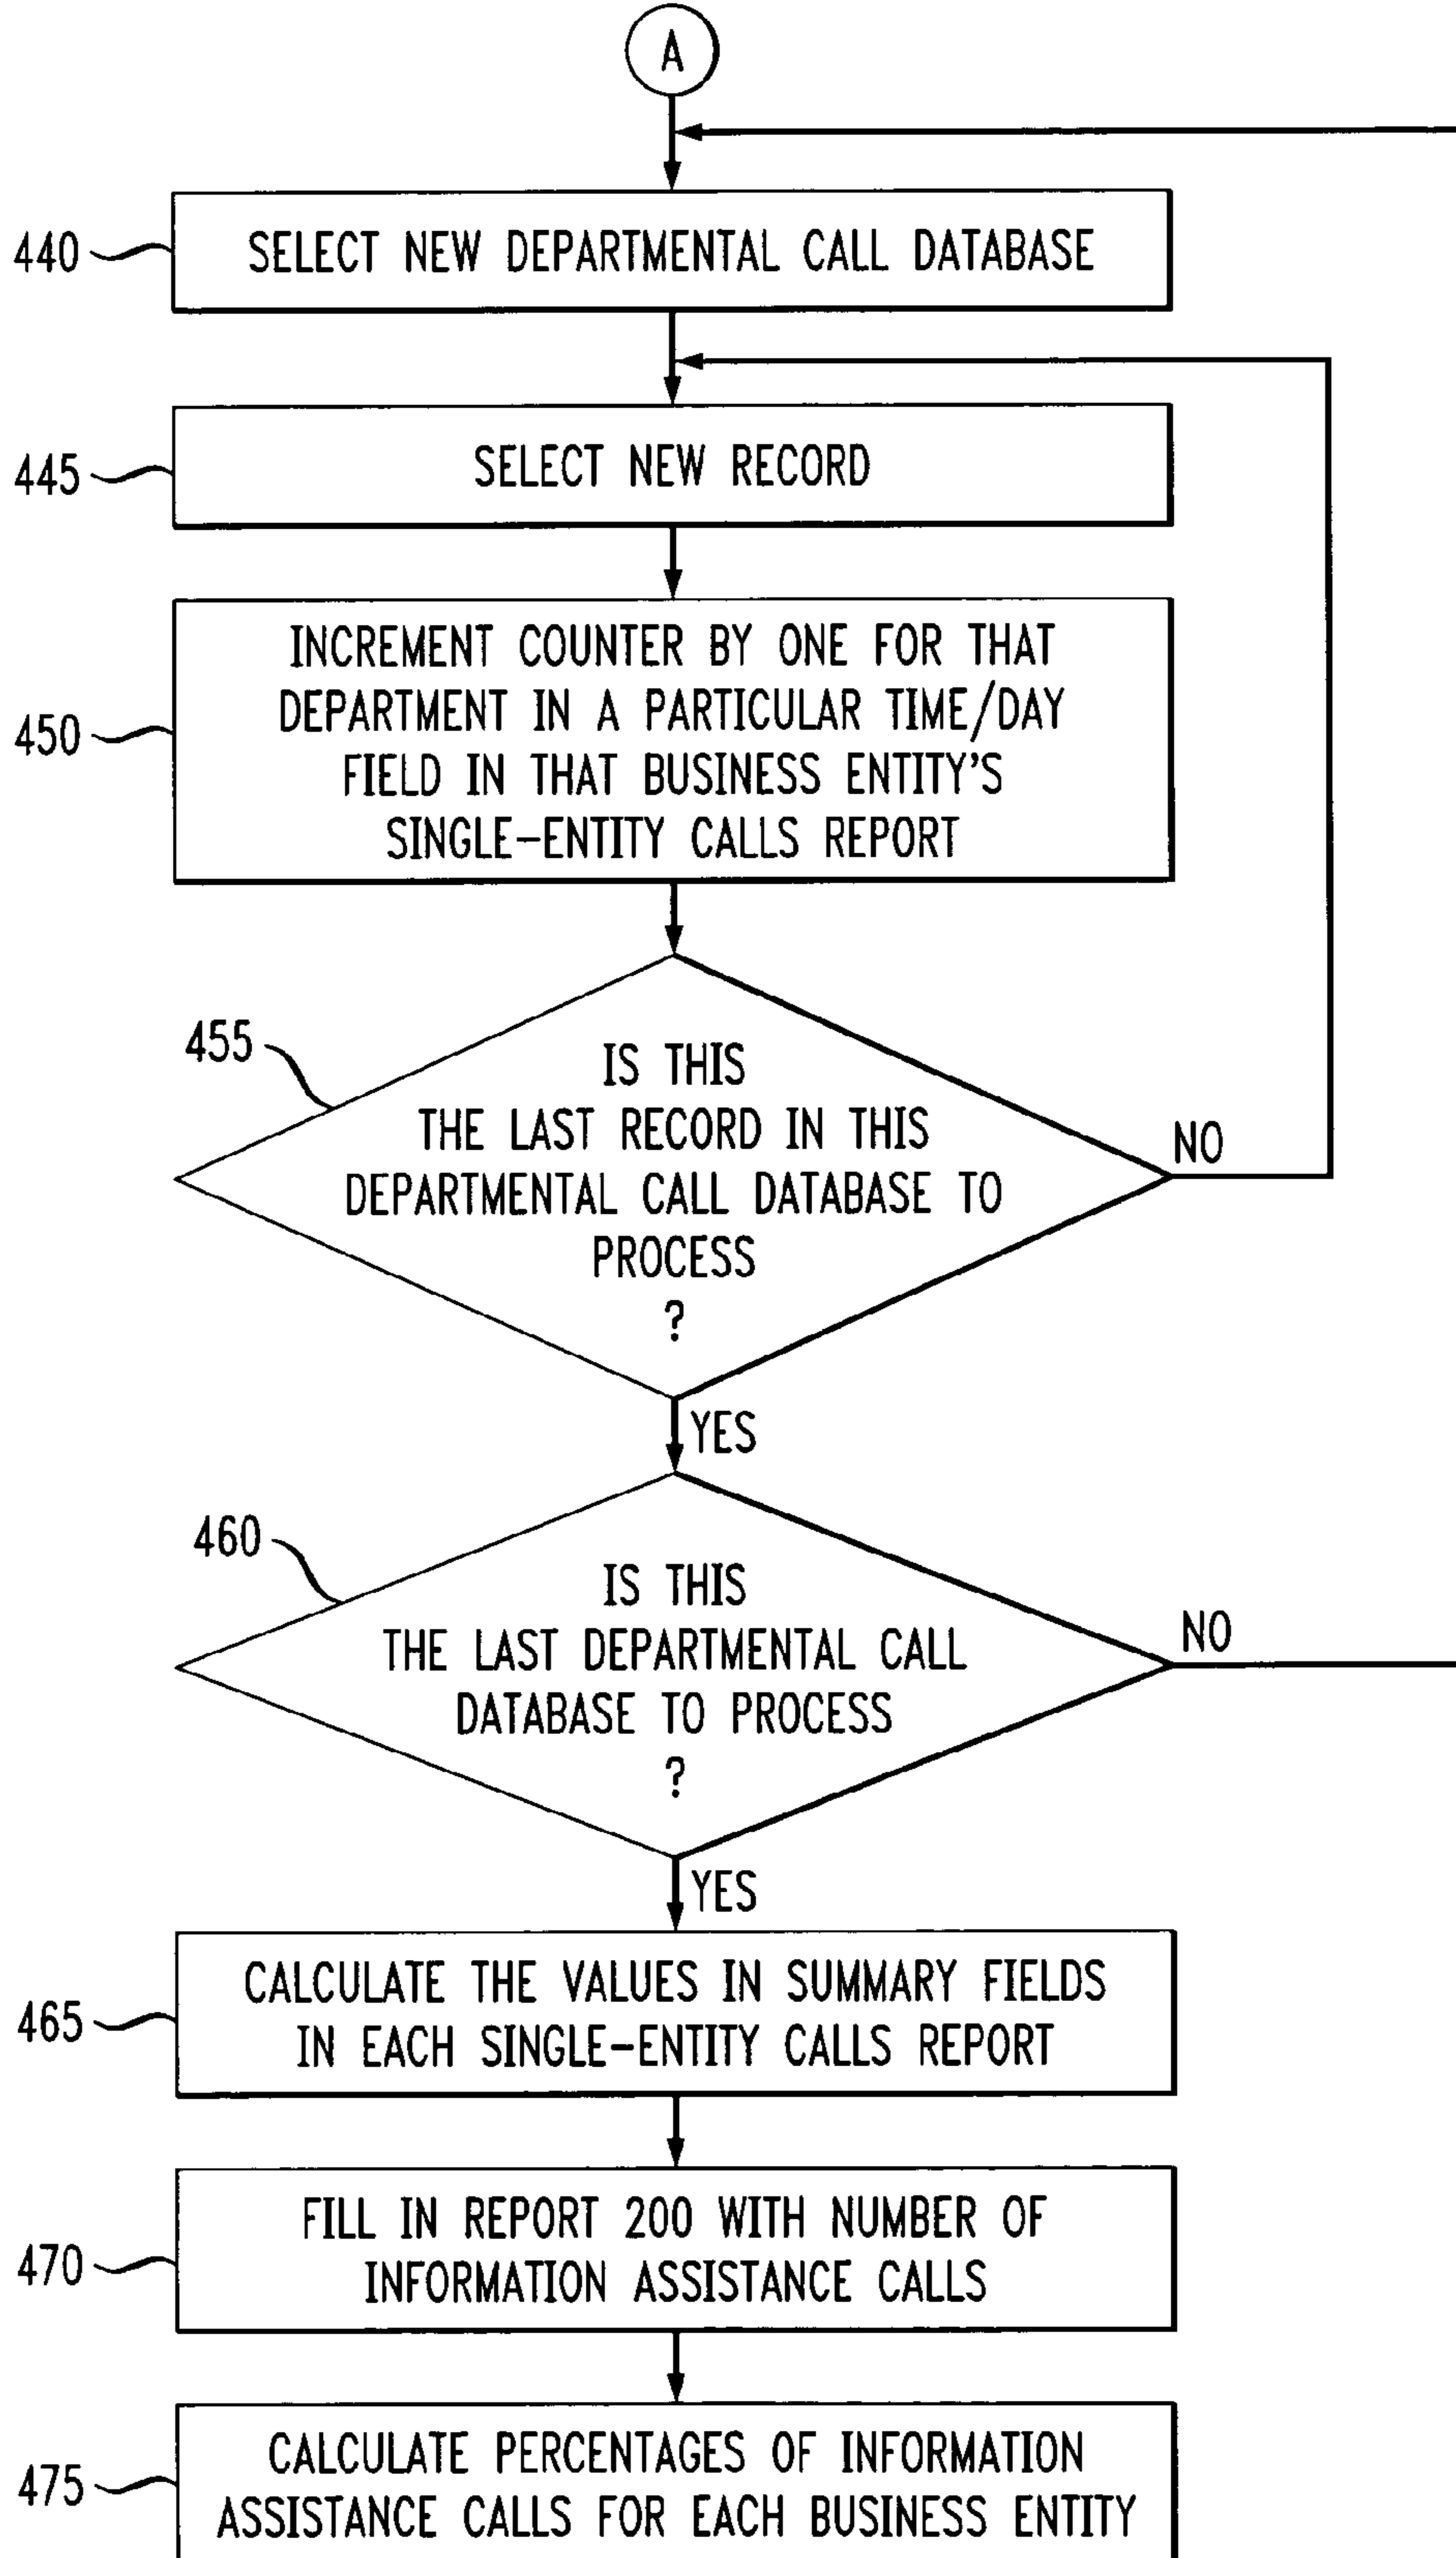 A
440
SELECT NEW DEPARTMENTAL CALL DATABASE
445
SELECT NEW RECORD
450
INCREMENT COUNTER BY ONE FOR THAT
DEPARTMENT IN A PARTICULAR TIME/DAY
FIELD IN THAT BUSINESS ENTITY'S
SINGLE-ENTITY CALLS REPORT
455
IS THIS
THE LAST RECORD IN THIS
DEPARTMENTAL CALL DATABASE TO
PROCESS
?
NO
YES
460
IS THIS
THE LAST DEPARTMENTAL CALL
DATABASE TO PROCESS
?
NO
YES
465
CALCULATE THE VALUES IN SUMMARY FIELDS
IN EACH SINGLE-ENTITY CALLS REPORT
470
FILL IN REPORT 200 WITH NUMBER OF
INFORMATION ASSISTANCE CALLS
475
CALCULATE PERCENTAGES OF INFORMATION
ASSISTANCE CALLS FOR EACH BUSINESS ENTITY